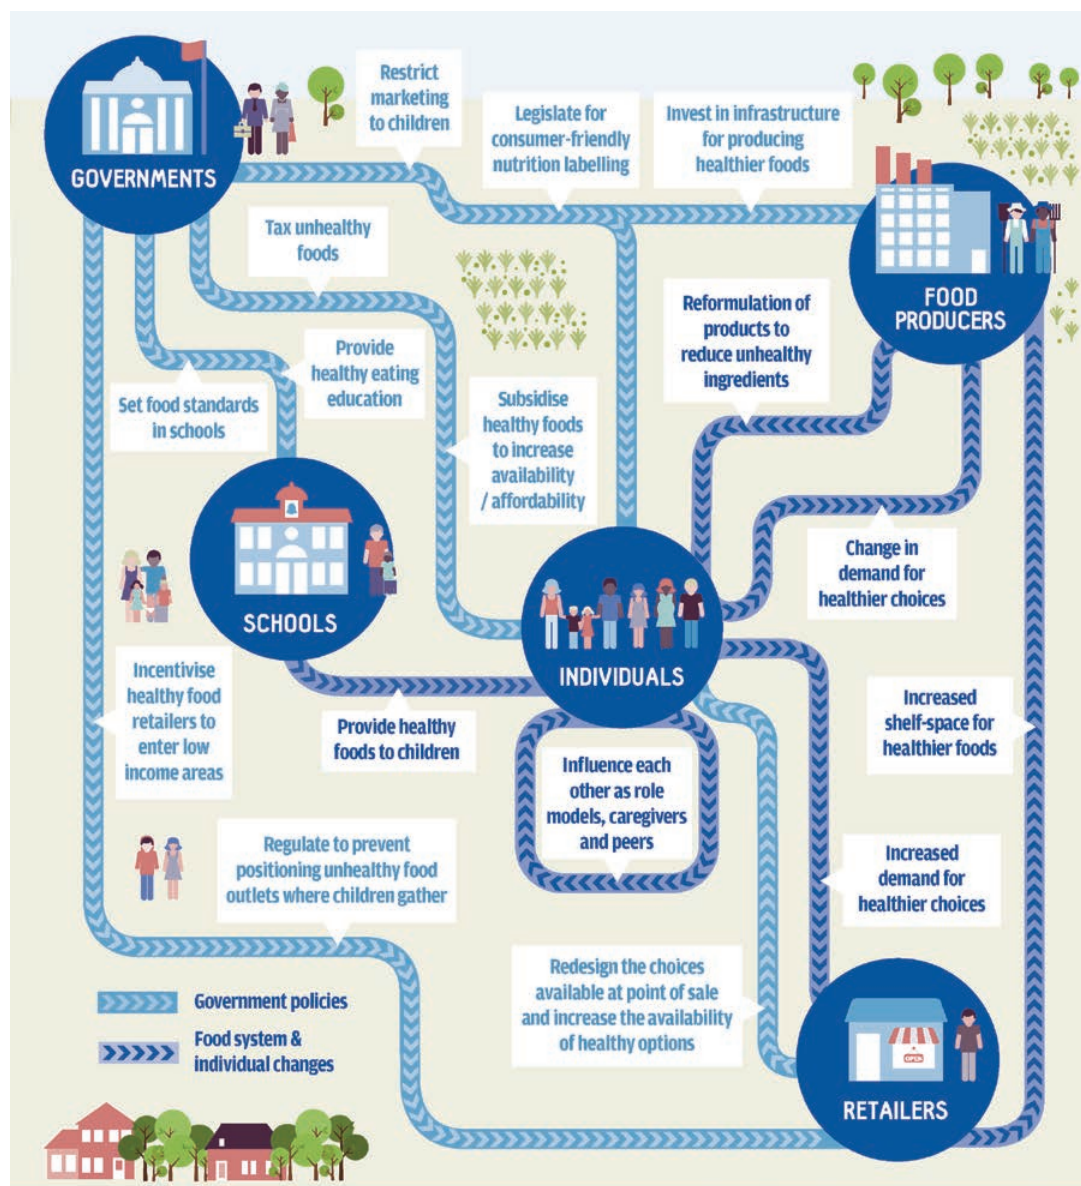 GOVERNMENTS
Restrict
marketing
to children
Legislate for
consumer-friendly
nutrition labelling
Invest in infrastructure
for producing
healthier foods
FOOD
PRODUCERS
Tax unhealthy
foods
Provide
healthy eating
education
Set food standards
in schools
Subsidise
healthy foods
to increase
availability
/ affordability
Reformulation of
products to
reduce unhealthy
ingredients
Change in
demand for
healthier choices
SCHOOLS
INDIVIDUALS
Incentivise
healthy food
retailers to
enter low
income areas
Provide healthy
foods to children
Influence each
other as role
models, caregivers
and peers
Increased
shelf-space for
healthier foods
Regulate to prevent
positioning unhealthy food
outlets where children gather
Increased
demand for
healthier choices
Redesign the choices
available at point of sale
and increase the availability
of healthy options
Government policies
Food system &
individual changes
OPEN
RETAILERS